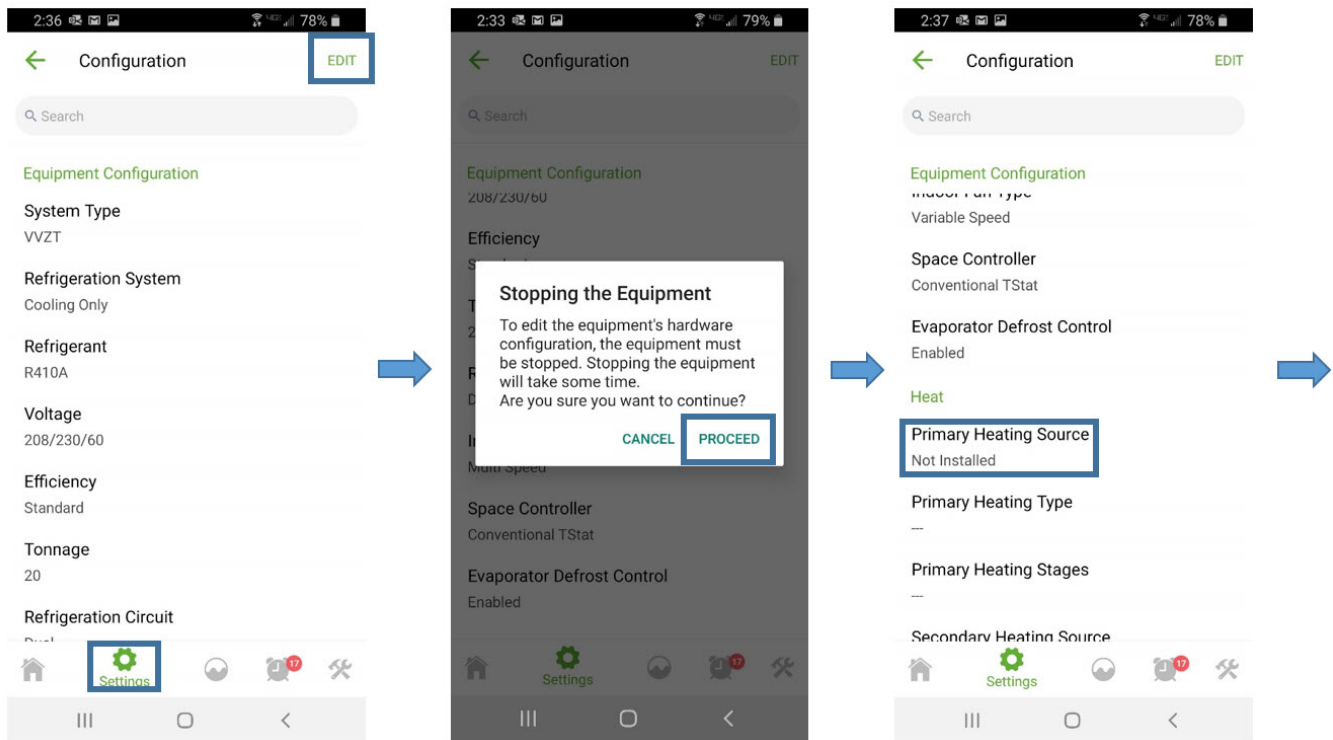 2:36
78%
Configuration
EDIT
Search
Equipment Configuration
System Type
VVZT
Refrigeration System
Cooling Only
Refrigerant
R410A
Voltage
208/230/60
Efficiency
Standard
Tonnage
20
Refrigeration Circuit
Dual
17
Settings
2:33
79%
Configuration
EDIT
Search
Equipment Configuration
208/230/60
Efficiency
Stopping the Equipment
To edit the equipment's hardware
configuration, the equipment must
be stopped. Stopping the equipment
will take some time.
Are you sure you want to continue?
CANCEL PROCEED
Multi Speed
Space Controller
Conventional TStat
Evaporator Defrost Control
Enabled
17
Settings
2:37
78%
Configuration
EDIT
Search
Equipment Configuration
Indoor Fan Type
Variable Speed
Space Controller
Conventional TStat
Evaporator Defrost Control
Enabled
Heat
Primary Heating Source
Not Installed
Primary Heating Type
---
Primary Heating Stages
---
Secondary Heating Source
17
Settings